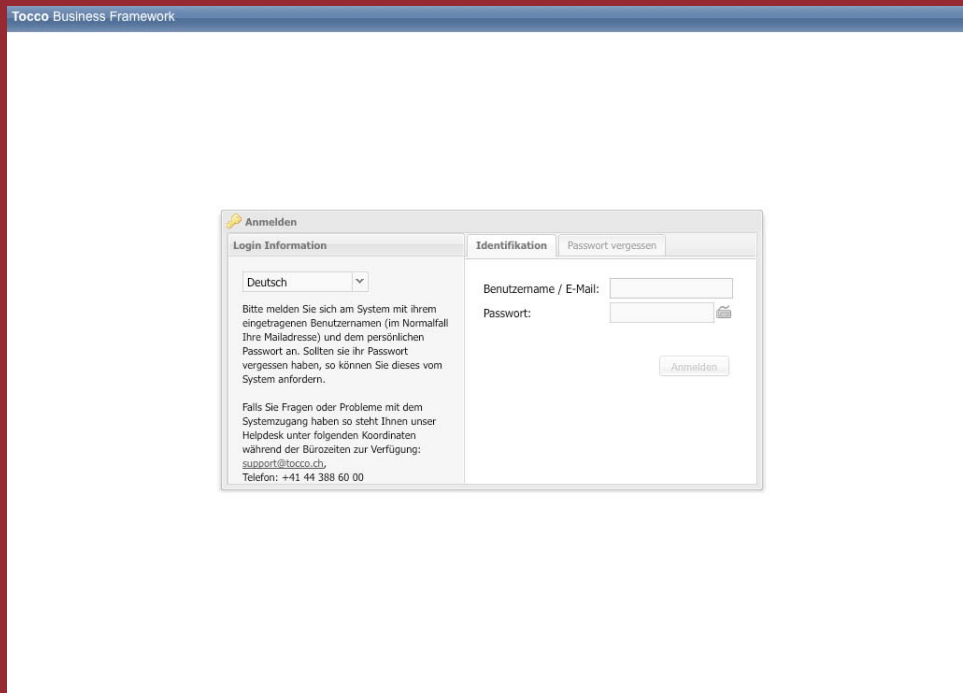 Tocco Business Framework
Anmelden
Login Information
Deutsch
Bitte melden Sie sich am System mit ihrem
eingetragenen Benutzernamen (im Normalfall
Ihre Mailadresse) und dem persönlichen
Passwort an. Sollten sie ihr Passwort
vergessen haben, so können Sie dieses vom
System anfordern.
Falls Sie Fragen oder Probleme mit dem
Systemzugang haben so steht Ihnen unser
Helpdesk unter folgenden Koordinaten
während der Bürozeiten zur Verfügung:
support@tocco.ch,
Telefon: +41 44 388 60 00
Identifikation Passwort vergessen
Benutzername / E-Mail:
Passwort:
Anmelden